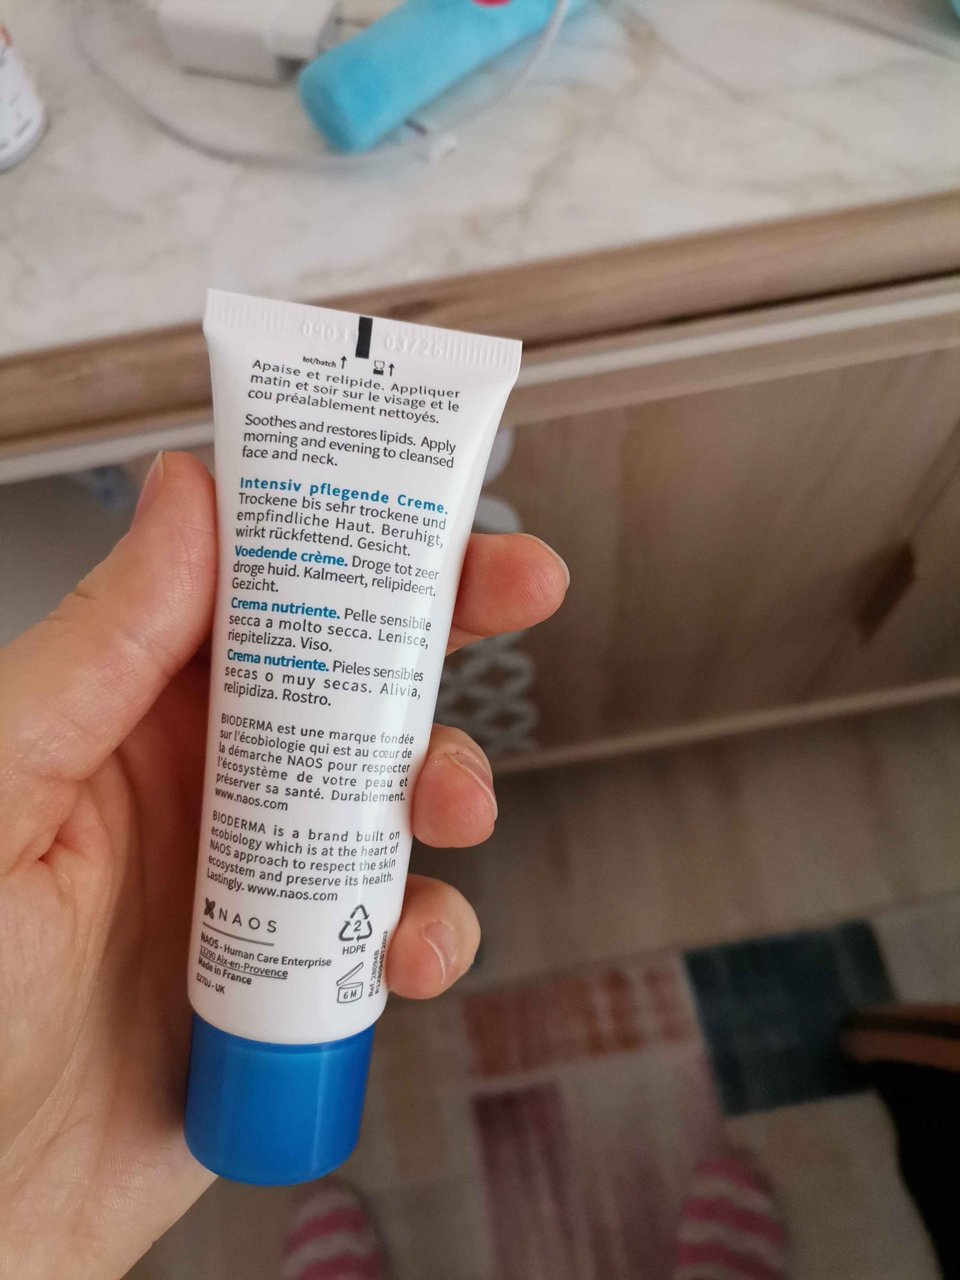 090J 03/26
lot/batch
Apaise et relipide. Appliquer
matin et soir sur le visage et le
cou préalablement nettoyés.
Soothes and restores lipids. Apply
morning and evening to cleansed
face and neck.
Intensiv pflegende Creme.
Trockene bis sehr trockene und
empfindliche Haut. Beruhigt,
wirkt rückfettend. Gesicht.
Voedende crème. Droge tot zeer
droge huid. Kalmeert, relipideert.
Gezicht.
Crema nutriente. Pelle sensibile
secca a molto secca. Lenisce,
riepitelizza. Viso.
Crema nutriente. Pieles sensibles
secas o muy secas. Alivia,
relipidiza. Rostro.
BIODERMA est une marque fondée
sur l'écobiologie qui est au cœur de
la démarche NAOS pour respecter
l'écosystème de votre peau et
préserver sa santé. Durablement.
www.naos.com
BIODERMA is a brand built on
ecobiology which is at the heart of
NAOS approach to respect the skin
ecosystem and preserve its health.
Lastingly. www.naos.com
NAOS
NAOS - Human Care Enterprise
13290 Aix-en-Provence
Made in France
2
HDPE
6 M